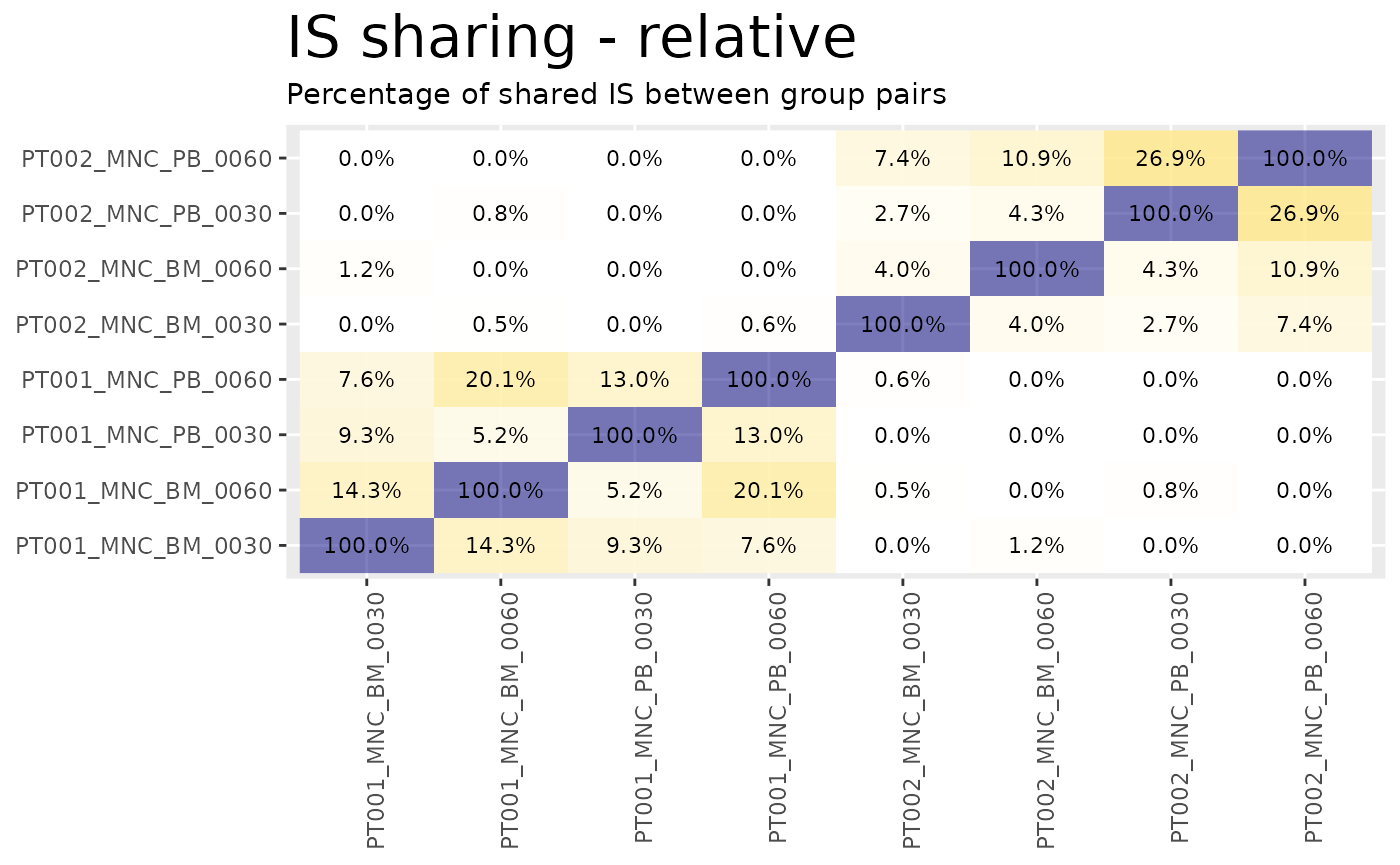 IS sharing - relative
Percentage of shared IS between group pairs
PT002_MNC_PB_0060 0.0% 0.0% 0.0% 0.0% 7.4% 10.9% 26.9% 100.0%
PT002_MNC_PB_0030 0.0% 0.8% 0.0% 0.0% 2.7% 4.3% 100.0% 26.9%
PT002_MNC_BM_0060 1.2% 0.0% 0.0% 0.0% 4.0% 100.0% 4.3% 10.9%
PT002_MNC_BM_0030 0.0% 0.5% 0.0% 0.6% 100.0% 4.0% 2.7% 7.4%
PT001_MNC_PB_0060 7.6% 20.1% 13.0% 100.0% 0.6% 0.0% 0.0% 0.0%
PT001_MNC_PB_0030 9.3% 5.2% 100.0% 13.0% 0.0% 0.0% 0.0% 0.0%
PT001_MNC_BM_0060 14.3% 100.0% 5.2% 20.1% 0.5% 0.0% 0.8% 0.0%
PT001_MNC_BM_0030 100.0% 14.3% 9.3% 7.6% 0.0% 1.2% 0.0% 0.0%
PT001_MNC_BM_0030
PT001_MNC_BM_0060
PT001_MNC_PB_0030
PT001_MNC_PB_0060
PT002_MNC_BM_0030
PT002_MNC_BM_0060
PT002_MNC_PB_0030
PT002_MNC_PB_0060